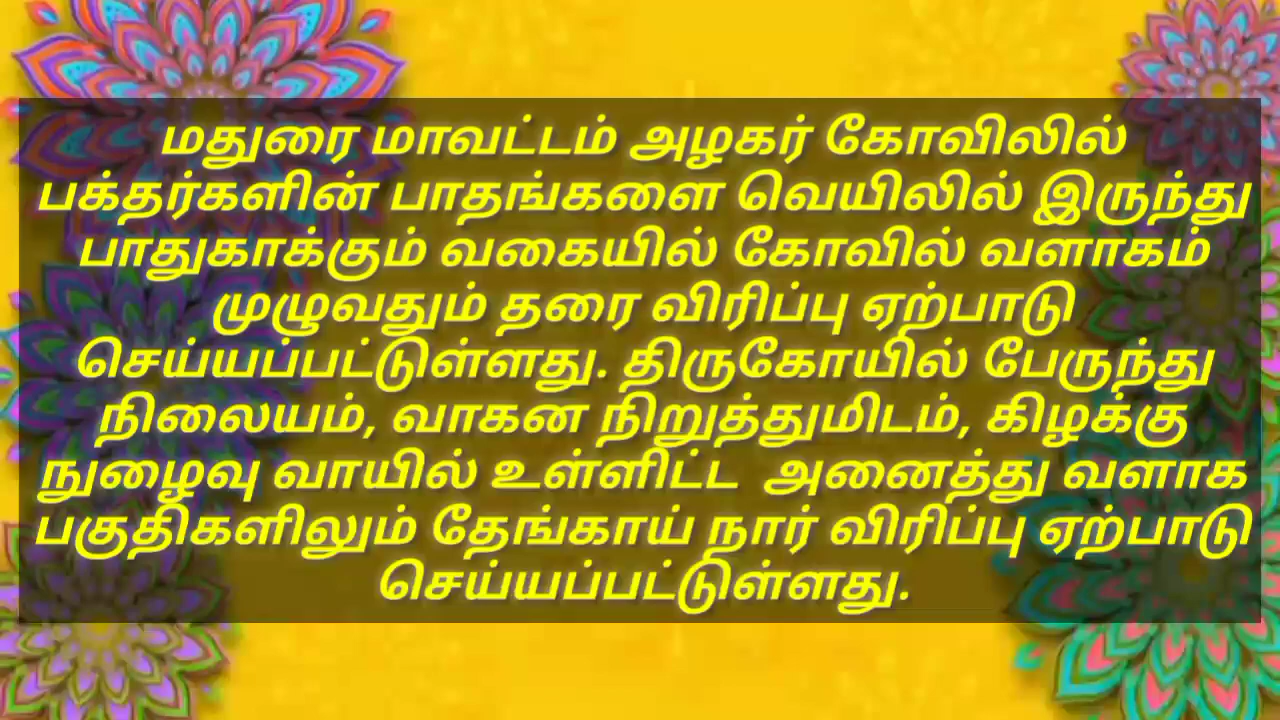 மதுரை மாவட்டம் அழகர் கோவிலில்
பக்தர்களின் பாதங்களை வெயிலில் இருந்து
பாதுகாக்கும் வகையில் கோவில் வளாகம்
முழுவதும் தரை விரிப்பு ஏற்பாடு
செய்யப்பட்டுள்ளது. திருகோயில் பேருந்து
நிலையம், வாகன நிறுத்துமிடம், கிழக்கு
நுழைவு வாயில் உள்ளிட்ட  அனைத்து வளாக
பகுதிகளிலும் தேங்காய் நார் விரிப்பு ஏற்பாடு
செய்யப்பட்டுள்ளது.